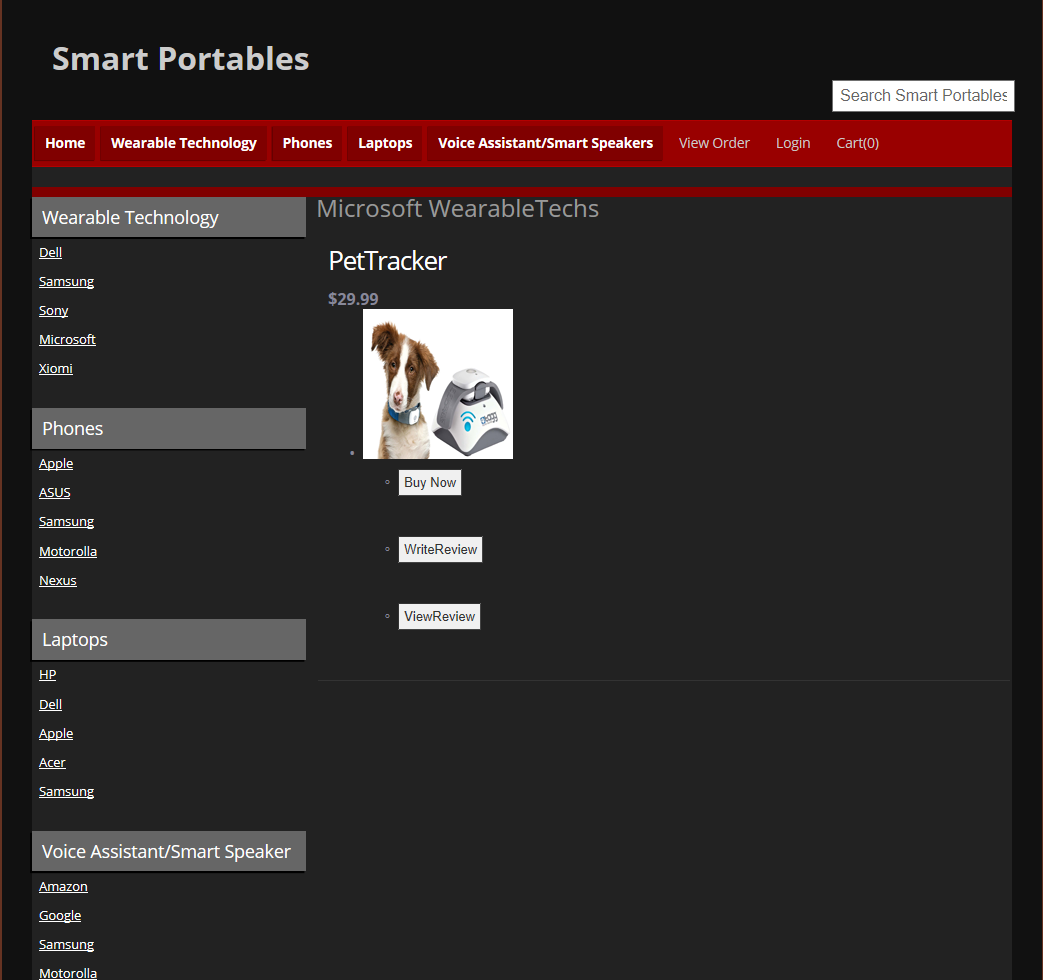 Smart Portables
Search Smart Portables
Home Wearable Technology Phones Laptops Voice Assistant/Smart Speakers View Order Login Cart(0)
Wearable Technology
Dell
Samsung
Sony
Microsoft
Xiomi
Phones
Apple
ASUS
Samsung
Motorolla
Nexus
Laptops
HP
Dell
Apple
Acer
Samsung
Voice Assistant/Smart Speaker
Amazon
Google
Samsung
Motorolla
Microsoft WearableTechs
PetTracker
$29.99
Buy Now
WriteReview
ViewReview